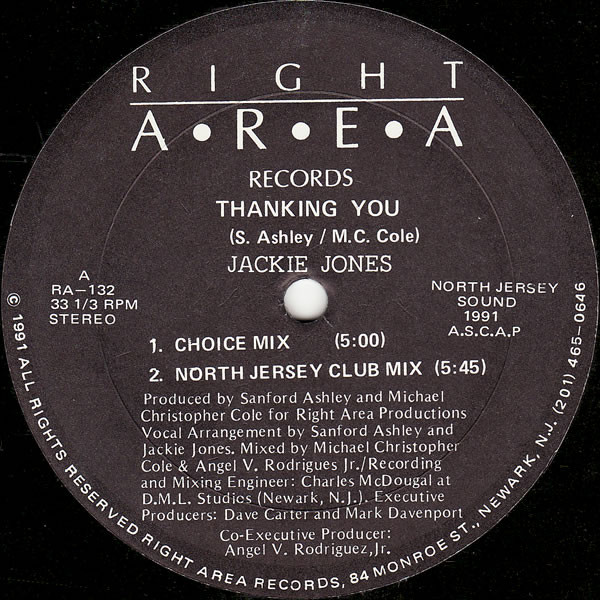 RIGHT
A•R•E•A
RECORDS
THANKING YOU
(S. Ashley / M.C. Cole)
JACKIE JONES
A
RA-132
33 1/3 RPM
STEREO
NORTH JERSEY
SOUND
1991
A.S.C.A.P
1. CHOICE MIX (5:00)
2. NORTH JERSEY CLUB MIX (5:45)
Produced by Sanford Ashley and Michael
Christopher Cole for Right Area Productions
Vocal Arrangement by Sanford Ashley and
Jackie Jones. Mixed by Michael Christopher
Cole & Angel V. Rodrigues Jr./Recording
and Mixing Engineer: Charles McDougal at
D.M.L. Studies (Newark, N.J.). Executive
Producers: Dave Carter and Mark Davenport
Co-Executive Producer:
Angel V. Rodriguez,Jr.
© 1991 ALL RIGHTS RESERVED RIGHT AREA RECORDS, 84 MONROE ST., NEWARK, N.J. (201) 465-0646